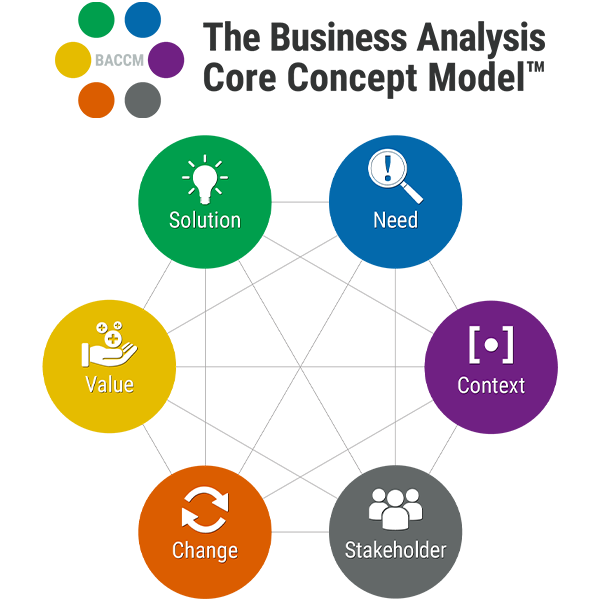 BACCM
The Business Analysis
Core Concept Model™
Solution
Need
Value
Context
Change
Stakeholder